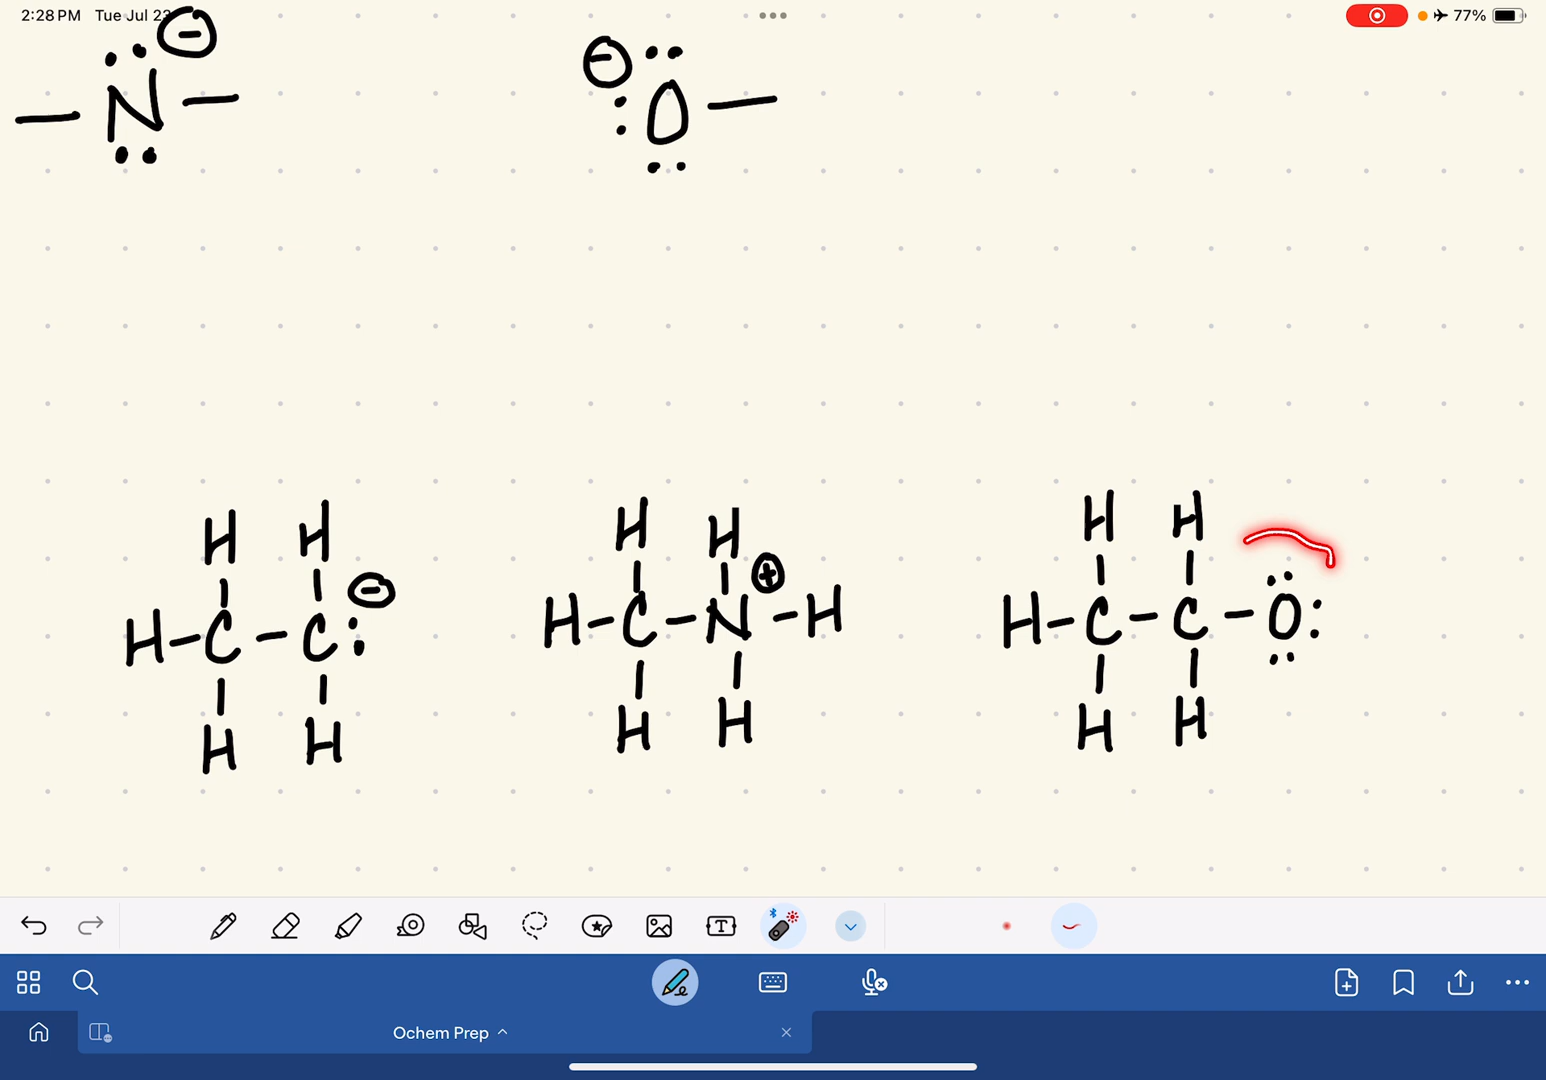 2:28 PM Tue Jul 23
77%
N
O
H H
H-C-C:
H H
H H
H-C-N-H
H H
H H
H-C-C-O:
H H
T
Ochem Prep